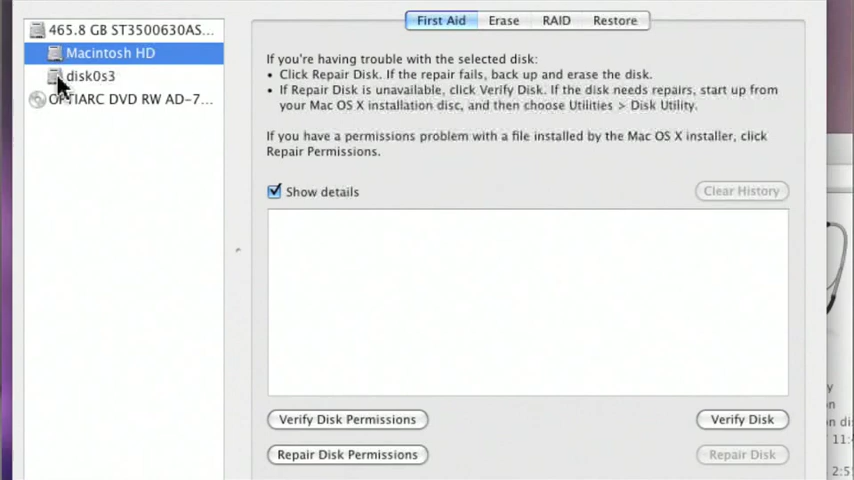 465.8 GB ST3500630AS...
Macintosh HD
disk0s3
OPTIARC DVD RW AD-7...
First Aid
Erase
RAID
Restore
If you're having trouble with the selected disk:
• Click Repair Disk. If the repair fails, back up and erase the disk.
• If Repair Disk is unavailable, click Verify Disk. If the disk needs repairs, start up from
your Mac OS X installation disc, and then choose Utilities > Disk Utility.
If you have a permissions problem with a file installed by the Mac OS X installer, click
Repair Permissions.
Show details
Clear History
Verify Disk Permissions
Verify Disk
Repair Disk Permissions
Repair Disk